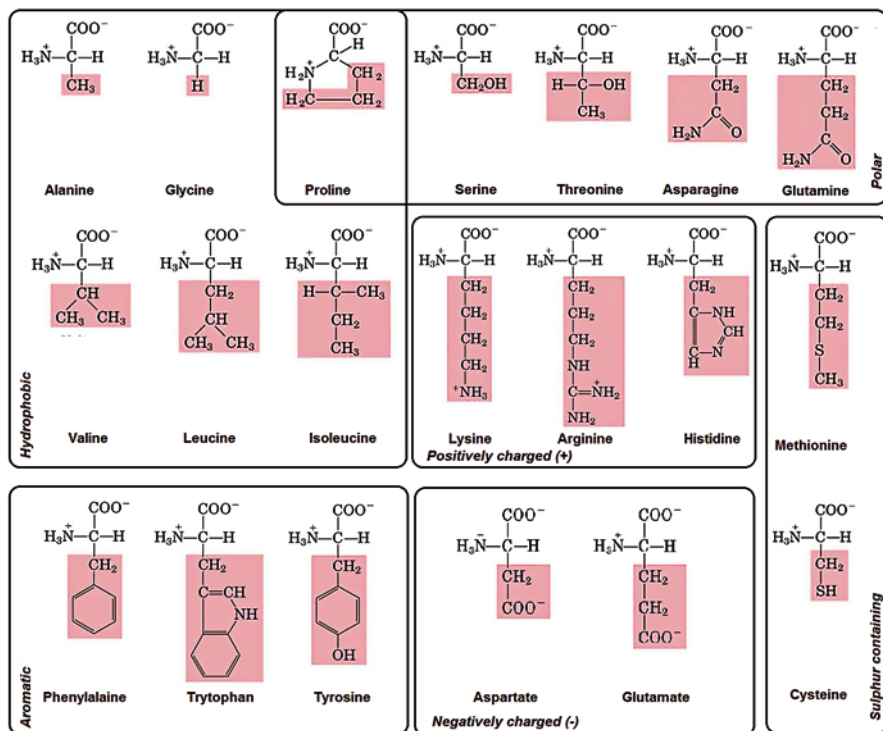 COO⁻ COO⁻ COO⁻ COO⁻ COO⁻ COO⁻
H₃N⁺—C—H H₃N⁺—C—H C H H₃N⁺—C—H H₃N⁺—C—H H₃N⁺—C—H H₃N⁺—C—H
CH₃ H H₂N⁺ CH₂ CH₂OH H—C—OH CH₂ CH₂
H₂C CH₂ CH₃ C CH₂
H₂N O C
H₂N O
Alanine Glycine Proline Serine Threonine Asparagine Glutamine
Polar
COO⁻ COO⁻ COO⁻ COO⁻ COO⁻ COO⁻ COO⁻
H₃N⁺—C—H H₃N⁺—C—H H₃N⁺—C—H H₃N⁺—C—H H₃N⁺—C—H H₃N⁺—C—H H₃N⁺—C—H
CH CH₂ H—C—CH₃ CH₂ CH₂ CH₂ CH₂
CH₃ CH₃ CH CH₂ CH₂ CH₂ C—NH CH₂
CH₃ CH₃ CH₃ CH₂ CH₂ CH S
CH₂ NH C—N CH₃
⁺NH₃ C=N⁺H₂ H
NH₂
Hydrophobic
Valine Leucine Isoleucine Lysine Arginine Histidine Methionine
Positively charged (+)
COO⁻ COO⁻ COO⁻ COO⁻ COO⁻ COO⁻
H₃N⁺—C—H H₃N⁺—C—H H₃N⁺—C—H H₃N⁻—C—H H₃N⁺—C—H H₃N⁺—C—H
CH₂ CH₂ CH₂ CH₂ CH₂ CH₂
C=CH COO⁻ CH₂ SH
NH COO⁻
OH
Phenylalaine Trytophan Tyrosine Aspartate Glutamate Cysteine
Aromatic
Negatively charged (-)
Sulphur containing